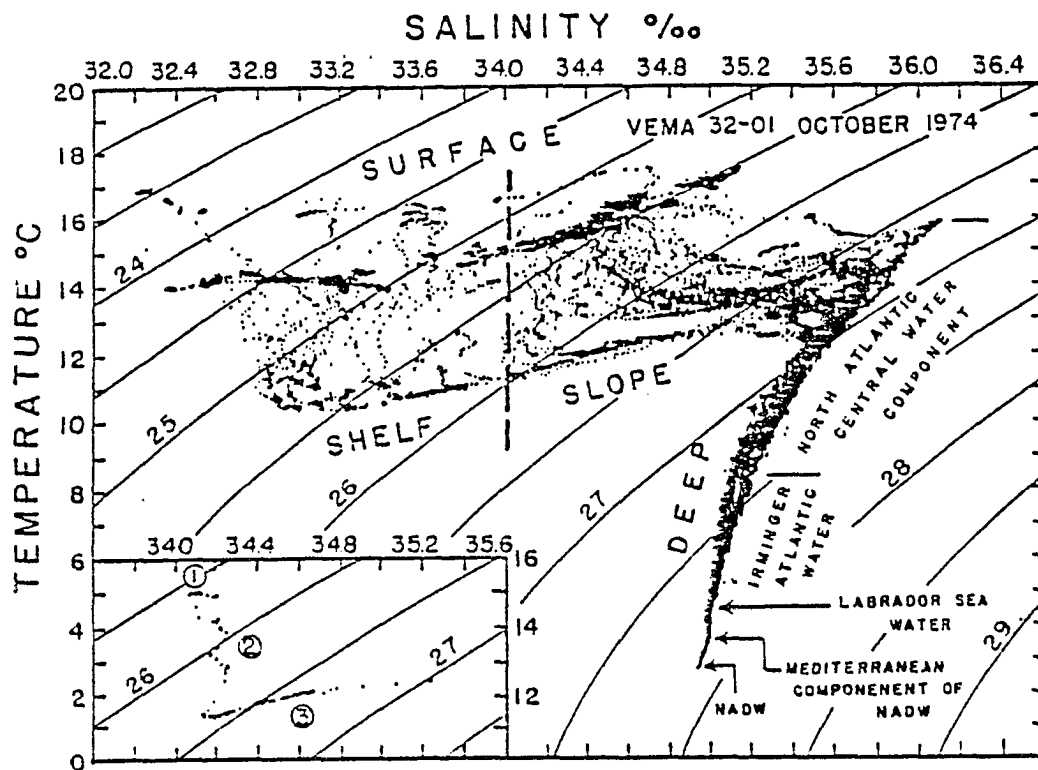 SALINITY ‰
32.0 32.4 32.8 33.2 33.6 34.0 34.4 34.8 35.2 35.6 36.0 36.4
TEMPERATURE °C
20
18
16
14
12
10
8
6
4
2
0
VEMA 32-01 OCTOBER 1974
SURFACE
24
25
26
27
28
29
SHELF
SLOPE
DEEP
NORTH ATLANTIC
CENTRAL WATER
COMPONENT
IRMINGER
ATLANTIC
WATER
LABRADOR SEA
WATER
MEDITERRANEAN
COMPONENENT OF
NADW
NADW
34.0 34.4 34.8 35.2 35.6
16
14
12
1
2
3
26
27